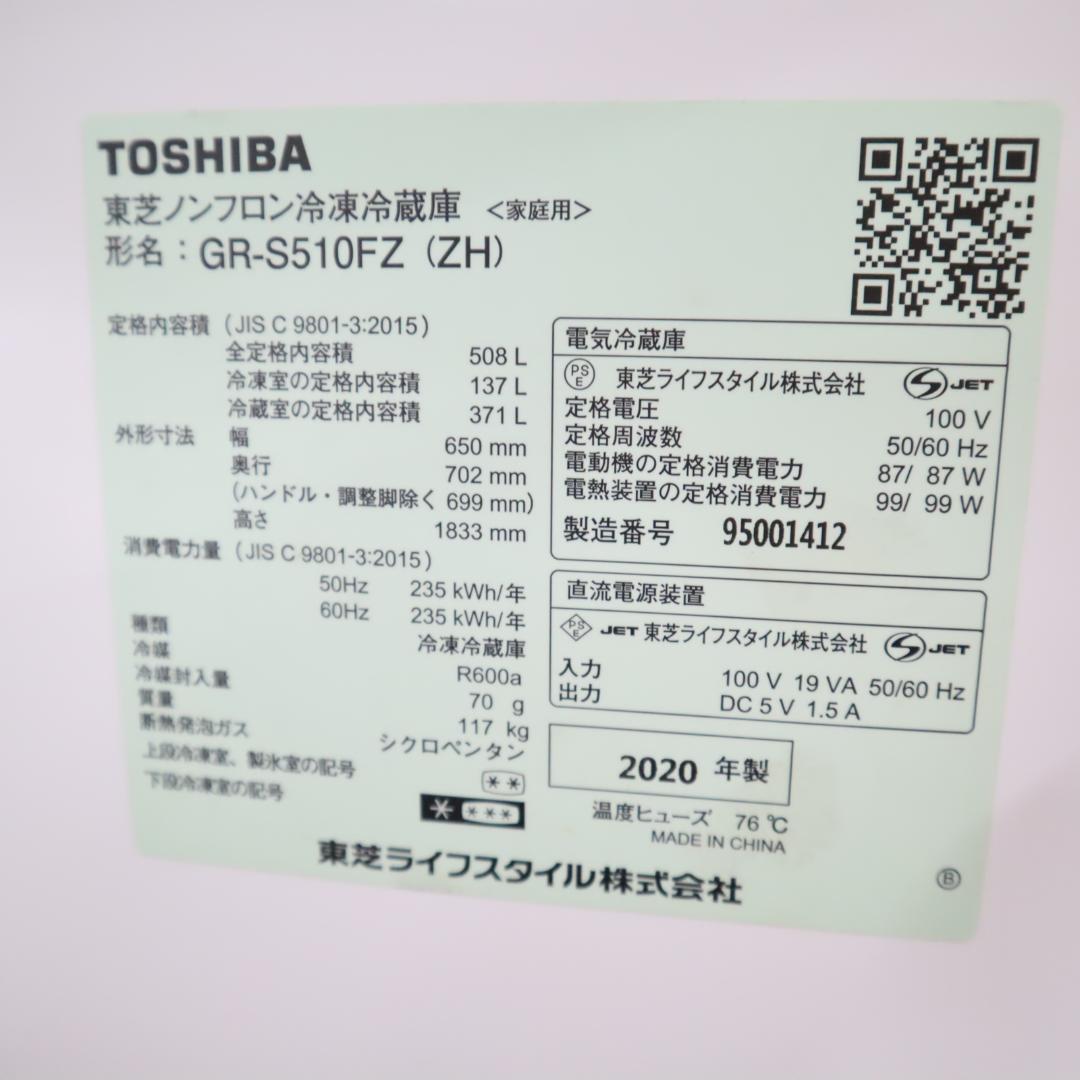 TOSHIBA
東芝ノンフロン冷凍冷蔵庫 <家庭用>
形名：GR-S510FZ (ZH)
定格内容積 (JIS C 9801-3:2015)
全定格内容積 508 L
冷凍室の定格内容積 137 L
冷蔵室の定格内容積 371 L
外形寸法 幅 650 mm
奥行 702 mm
(ハンドル・調整脚除く 699 mm)
高さ 1833 mm
消費電力量 (JIS C 9801-3:2015)
50Hz 235 kWh/年
60Hz 235 kWh/年
種類 冷凍冷蔵庫
冷媒 R600a
冷媒封入量 70 g
質量 117 kg
断熱発泡ガス シクロペンタン
上段冷凍室、製氷室の記号 **
下段冷凍室の記号 * ***
電気冷蔵庫
PSE 東芝ライフスタイル株式会社 S JET
定格電圧 100 V
定格周波数 50/60 Hz
電動機の定格消費電力 87/ 87 W
電熱装置の定格消費電力 99/ 99 W
製造番号 95001412
直流電源装置
PSE JET 東芝ライフスタイル株式会社 S JET
入力 100 V 19 VA 50/60 Hz
出力 DC 5 V 1.5 A
2020 年製
温度ヒューズ 76 ℃
MADE IN CHINA
東芝ライフスタイル株式会社
Ⓑ